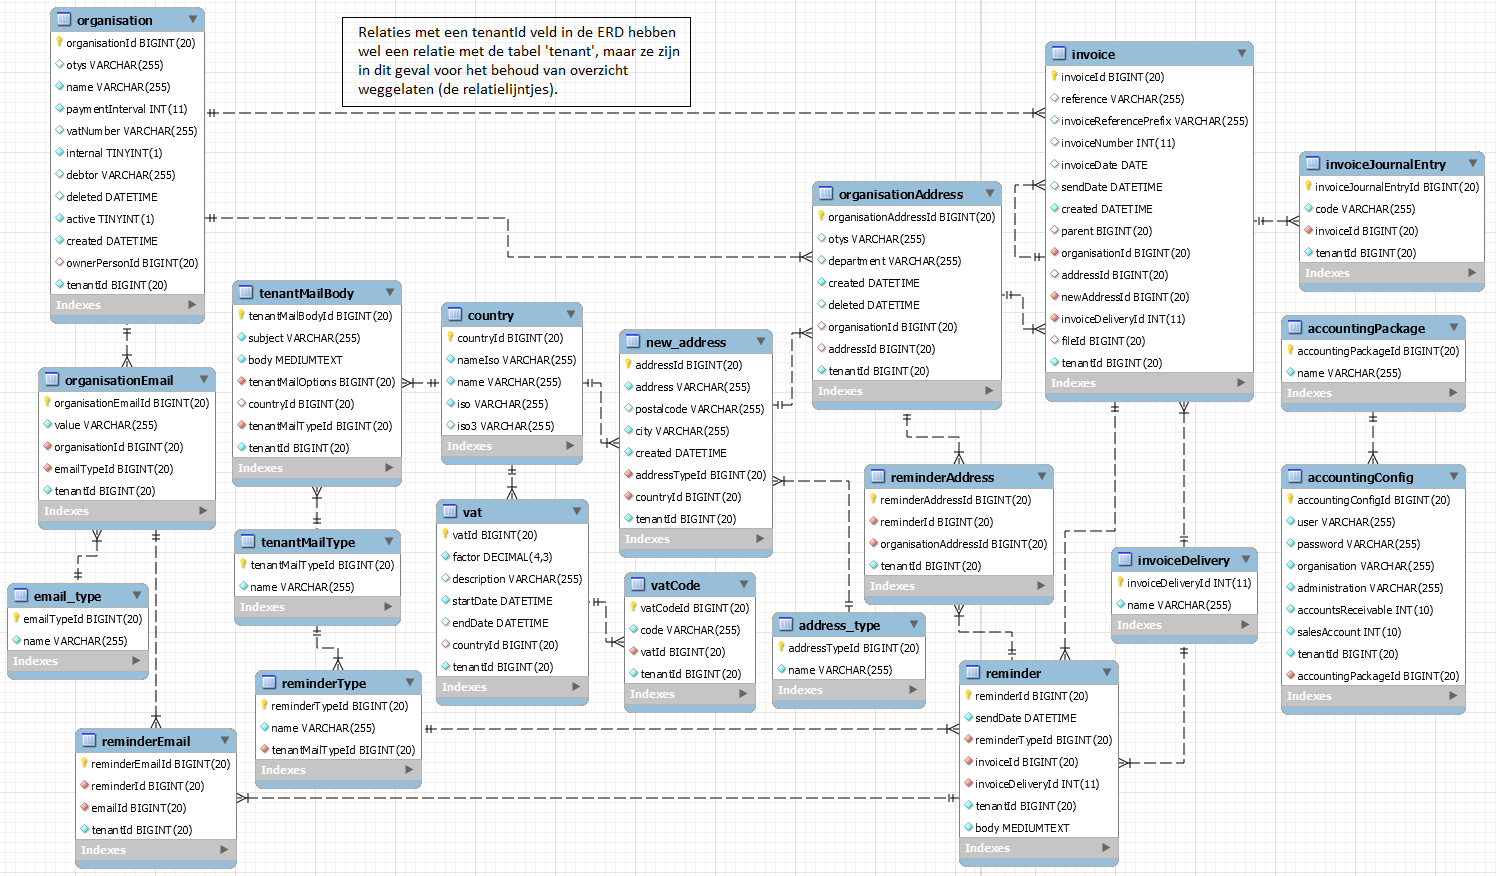 organisation
organisationId BIGINT(20)
otys VARCHAR(255)
name VARCHAR(255)
paymentInterval INT(11)
vatNumber VARCHAR(255)
internal TINYINT(1)
debtor VARCHAR(255)
deleted DATETIME
active TINYINT(1)
created DATETIME
ownerPersonId BIGINT(20)
tenantId BIGINT(20)
Indexes
Relaties met een tenantId veld in de ERD hebben
wel een relatie met de tabel 'tenant', maar ze zijn
in dit geval voor het behoud van overzicht
weggelaten (de relatielijntjes).
invoice
invoiceId BIGINT(20)
reference VARCHAR(255)
invoiceReferencePrefix VARCHAR(255)
invoiceNumber INT(11)
invoiceDate DATE
sendDate DATETIME
created DATETIME
parent BIGINT(20)
organisationId BIGINT(20)
addressId BIGINT(20)
newAddressId BIGINT(20)
invoiceDeliveryId INT(11)
fileId BIGINT(20)
tenantId BIGINT(20)
Indexes
invoiceJournalEntry
invoiceJournalEntryId BIGINT(20)
code VARCHAR(255)
invoiceId BIGINT(20)
tenantId BIGINT(20)
Indexes
organisationAddress
organisationAddressId BIGINT(20)
otys VARCHAR(255)
department VARCHAR(255)
created DATETIME
deleted DATETIME
organisationId BIGINT(20)
addressId BIGINT(20)
tenantId BIGINT(20)
Indexes
tenantMailBody
tenantMailBodyId BIGINT(20)
subject VARCHAR(255)
body MEDIUMTEXT
tenantMailOptions BIGINT(20)
countryId BIGINT(20)
tenantMailTypeId BIGINT(20)
tenantId BIGINT(20)
Indexes
country
countryId BIGINT(20)
nameIso VARCHAR(255)
name VARCHAR(255)
iso VARCHAR(255)
iso3 VARCHAR(255)
Indexes
new_address
addressId BIGINT(20)
address VARCHAR(255)
postalcode VARCHAR(255)
city VARCHAR(255)
created DATETIME
addressTypeId BIGINT(20)
countryId BIGINT(20)
tenantId BIGINT(20)
Indexes
accountingPackage
accountingPackageId BIGINT(20)
name VARCHAR(255)
Indexes
organisationEmail
organisationEmailId BIGINT(20)
value VARCHAR(255)
organisationId BIGINT(20)
emailTypeId BIGINT(20)
tenantId BIGINT(20)
Indexes
reminderAddress
reminderAddressId BIGINT(20)
reminderId BIGINT(20)
organisationAddressId BIGINT(20)
tenantId BIGINT(20)
Indexes
accountingConfig
accountingConfigId BIGINT(20)
user VARCHAR(255)
password VARCHAR(255)
organisation VARCHAR(255)
administration VARCHAR(255)
accountsReceivable INT(10)
salesAccount INT(10)
tenantId BIGINT(20)
accountingPackageId BIGINT(20)
Indexes
vat
vatId BIGINT(20)
factor DECIMAL(4,3)
description VARCHAR(255)
startDate DATETIME
endDate DATETIME
countryId BIGINT(20)
tenantId BIGINT(20)
Indexes
tenantMailType
tenantMailTypeId BIGINT(20)
name VARCHAR(255)
Indexes
invoiceDelivery
invoiceDeliveryId INT(11)
name VARCHAR(255)
Indexes
vatCode
vatCodeId BIGINT(20)
code VARCHAR(255)
vatId BIGINT(20)
tenantId BIGINT(20)
Indexes
email_type
emailTypeId BIGINT(20)
name VARCHAR(255)
Indexes
address_type
addressTypeId BIGINT(20)
name VARCHAR(255)
Indexes
reminderType
reminderTypeId BIGINT(20)
name VARCHAR(255)
tenantMailTypeId BIGINT(20)
Indexes
reminder
reminderId BIGINT(20)
sendDate DATETIME
reminderTypeId BIGINT(20)
invoiceId BIGINT(20)
invoiceDeliveryId INT(11)
tenantId BIGINT(20)
body MEDIUMTEXT
Indexes
reminderEmail
reminderEmailId BIGINT(20)
reminderId BIGINT(20)
emailId BIGINT(20)
tenantId BIGINT(20)
Indexes